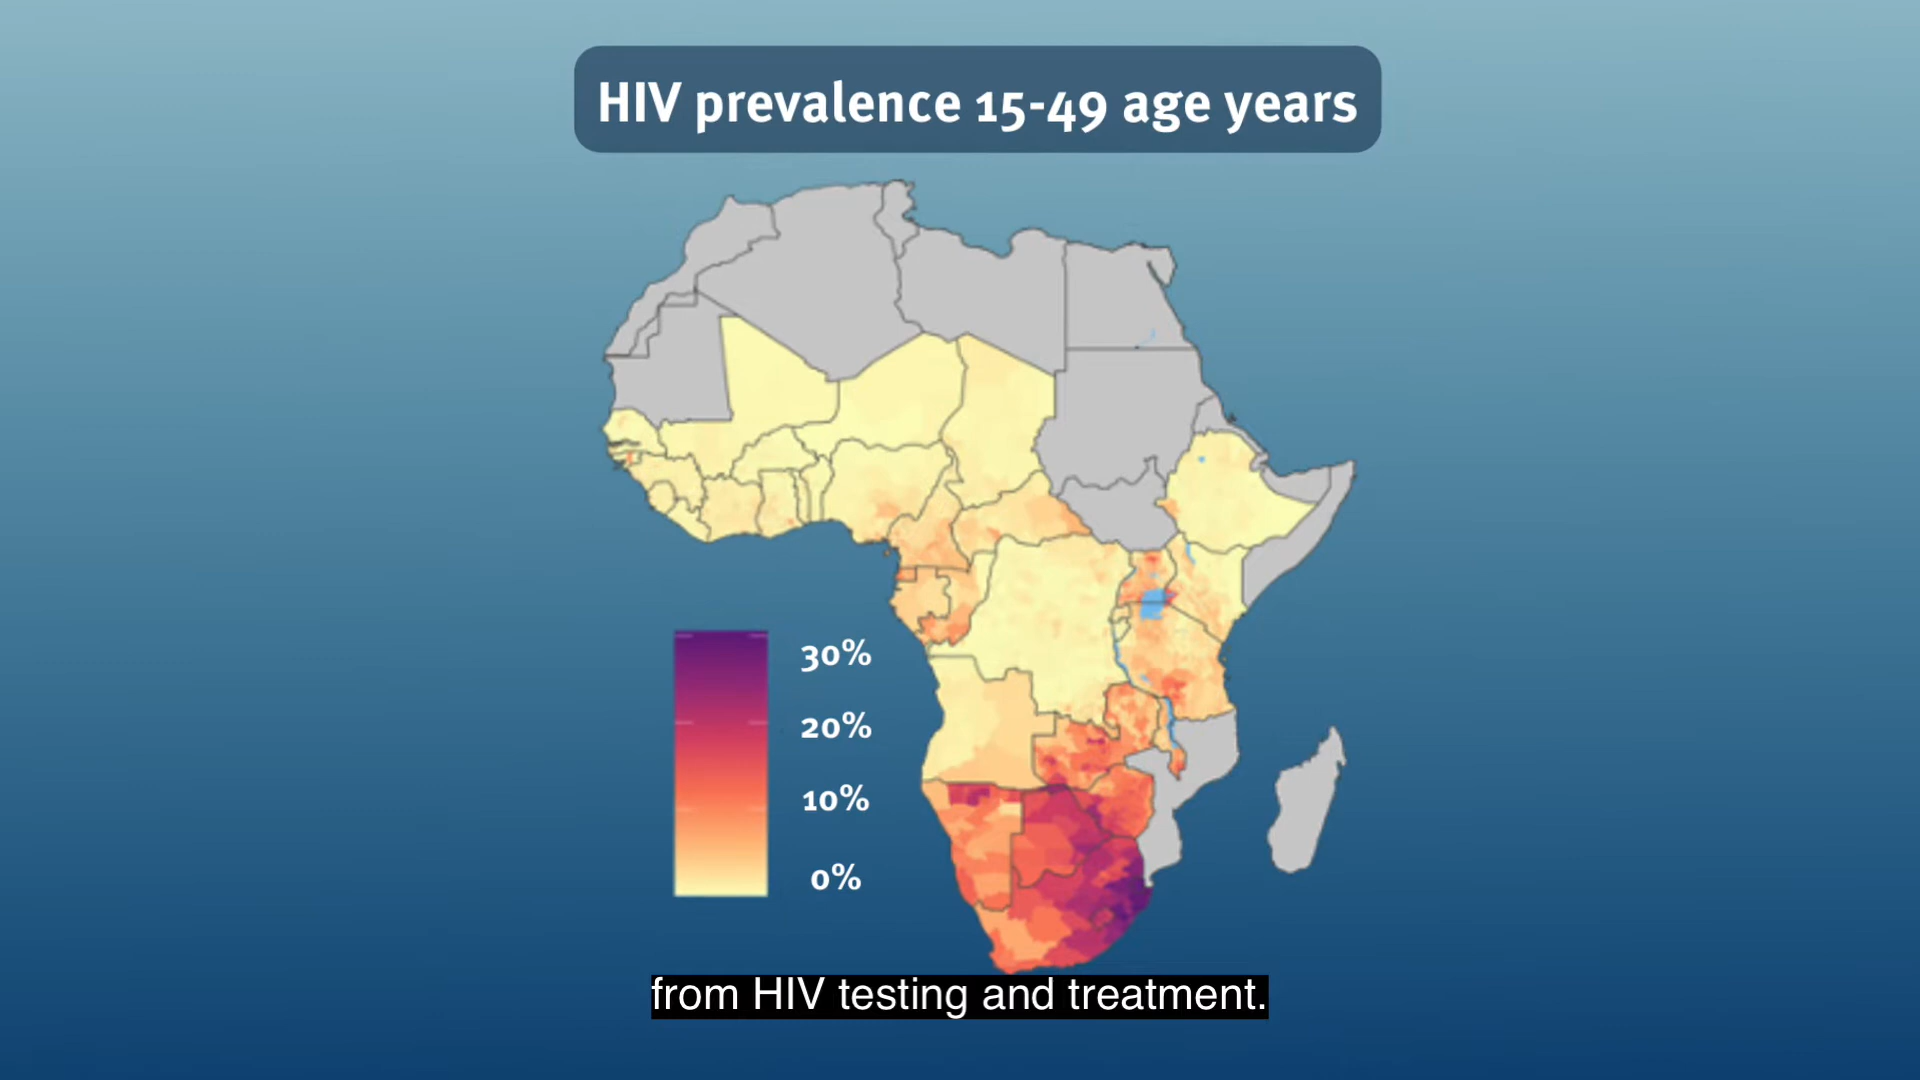 HIV prevalence 15-49 age years
30%
20%
10%
0%
from HIV testing and treatment.